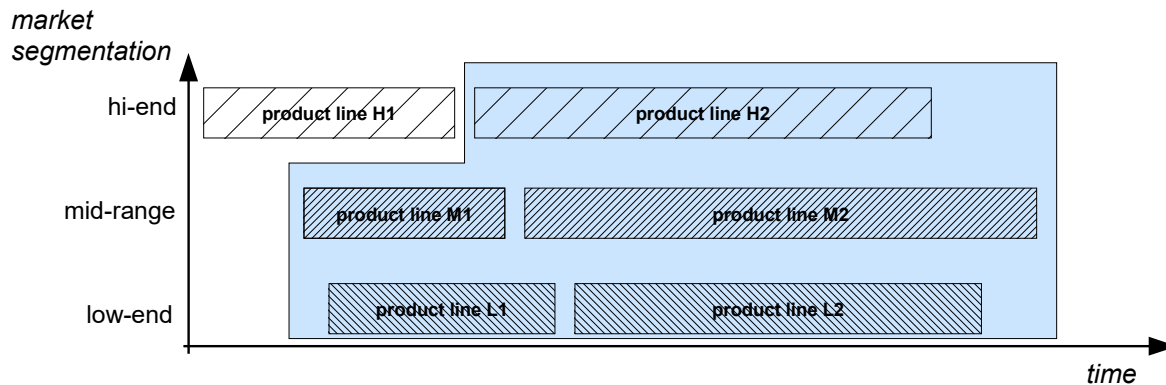 market
segmentation
hi-end
product line H1
product line H2
mid-range
product line M1
product line M2
low-end
product line L1
product line L2
time